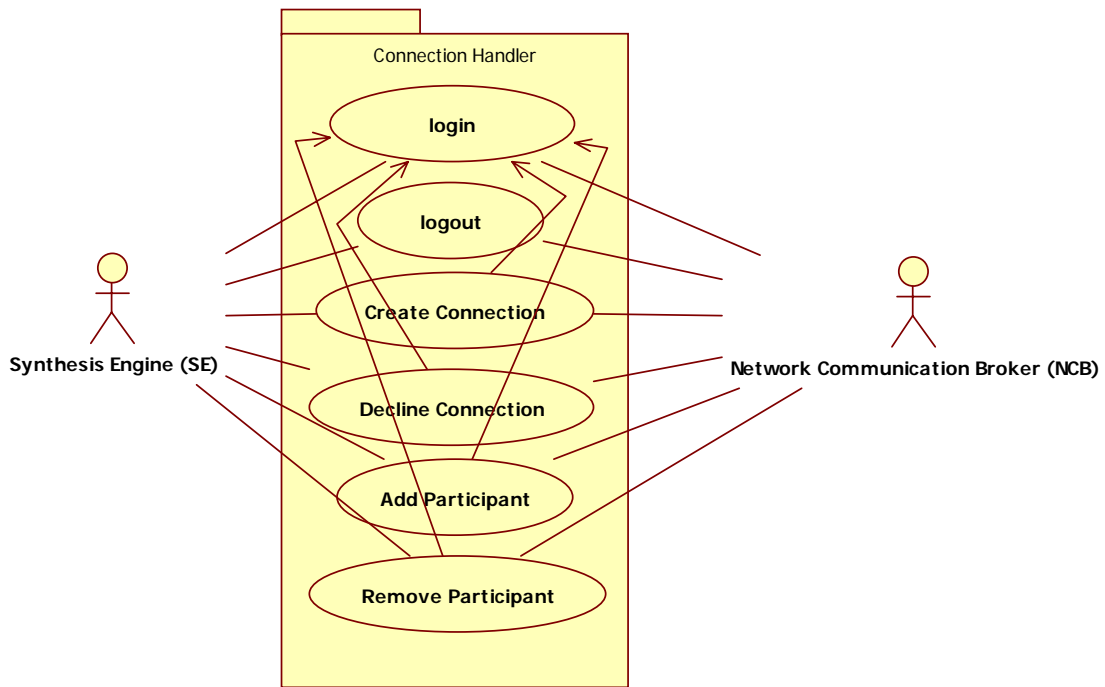 Connection Handler
login
logout
Create Connection
Decline Connection
Synthesis Engine (SE)
Network Communication Broker (NCB)
Add Participant
Remove Participant